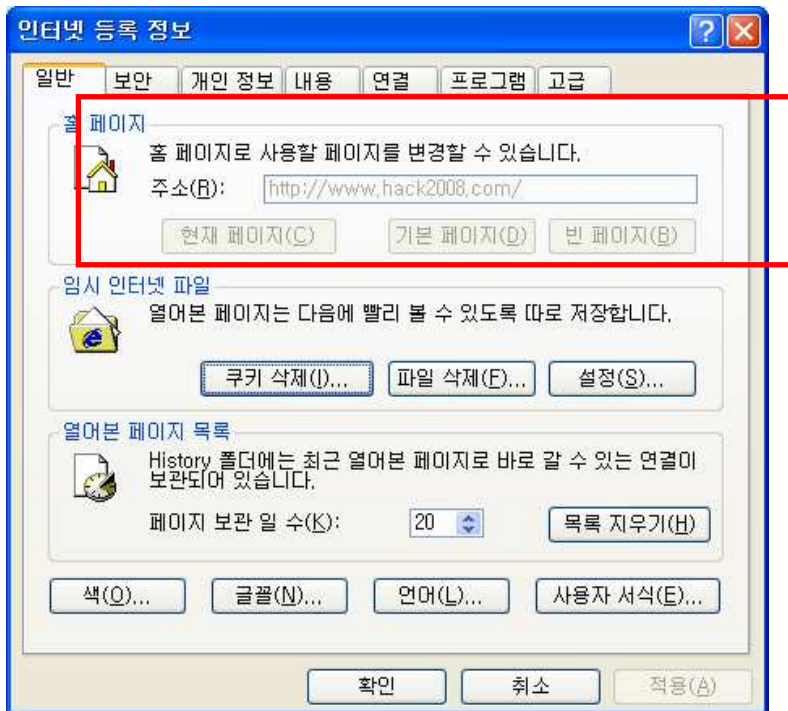 인터넷 등록 정보
일반 보안 개인 정보 내용 연결 프로그램 고급
홈 페이지
홈 페이지로 사용할 페이지를 변경할 수 있습니다.
주소(R): http://www.hack2008.com/
현재 페이지(C) 기본 페이지(D) 빈 페이지(B)
임시 인터넷 파일
열어본 페이지는 다음에 빨리 볼 수 있도록 따로 저장합니다.
쿠키 삭제(I)... 파일 삭제(F)... 설정(S)...
열어본 페이지 목록
History 폴더에는 최근 열어본 페이지로 바로 갈 수 있는 연결이
보관되어 있습니다.
페이지 보관 일 수(K): 20 목록 지우기(H)
색(O)... 글꼴(N)... 언어(L)... 사용자 서식(E)...
확인 취소 적용(A)